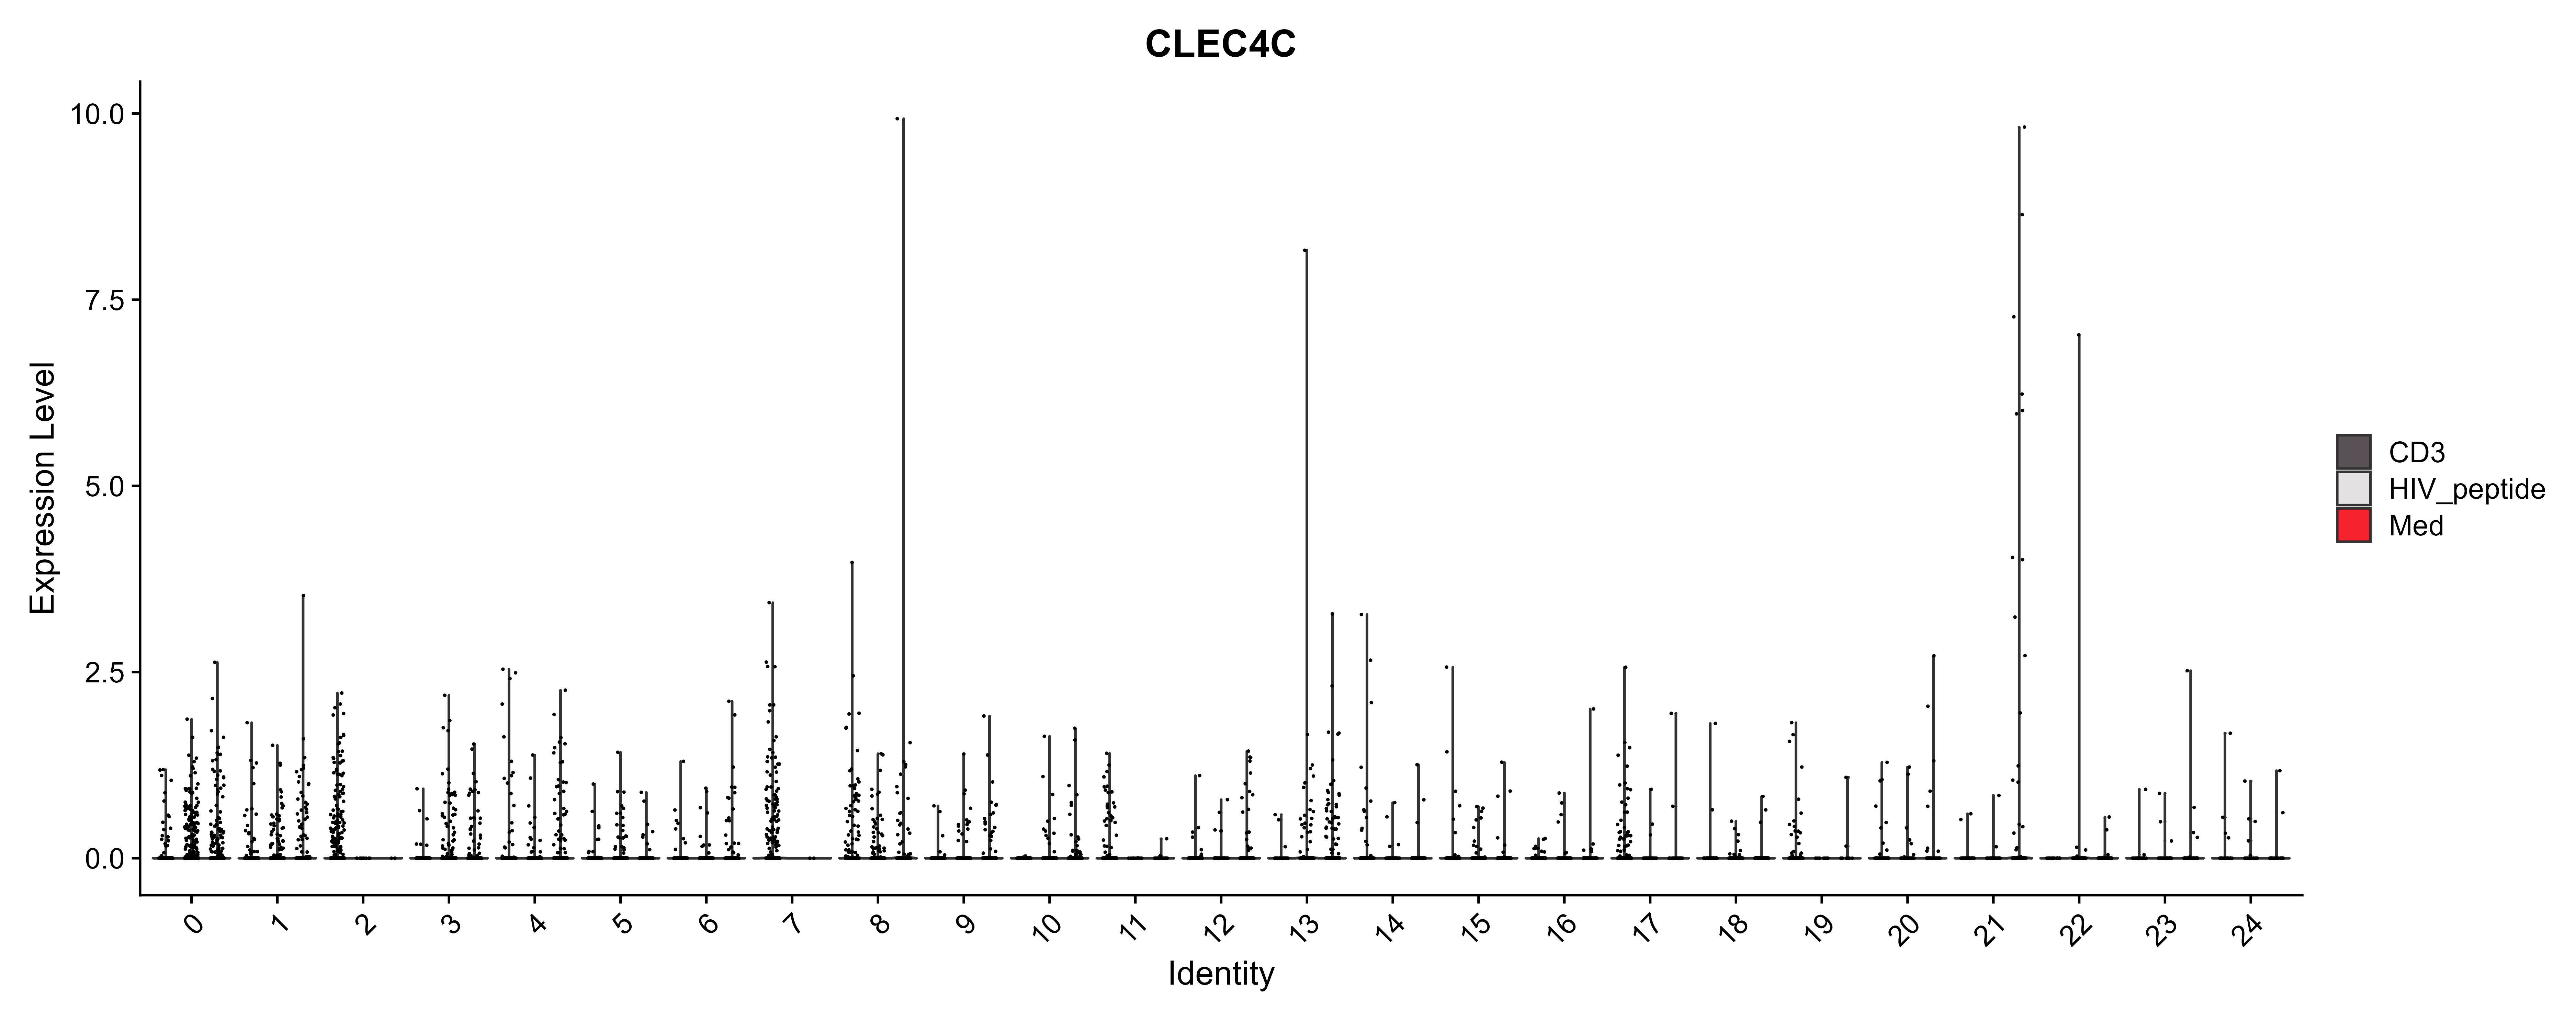 CLEC4C
Expression Level
10.0
7.5
5.0
2.5
0.0
0 1 2 3 4 5 6 7 8 9 10 11 12 13 14 15 16 17 18 19 20 21 22 23 24
Identity
CD3
HIV_peptide
Med